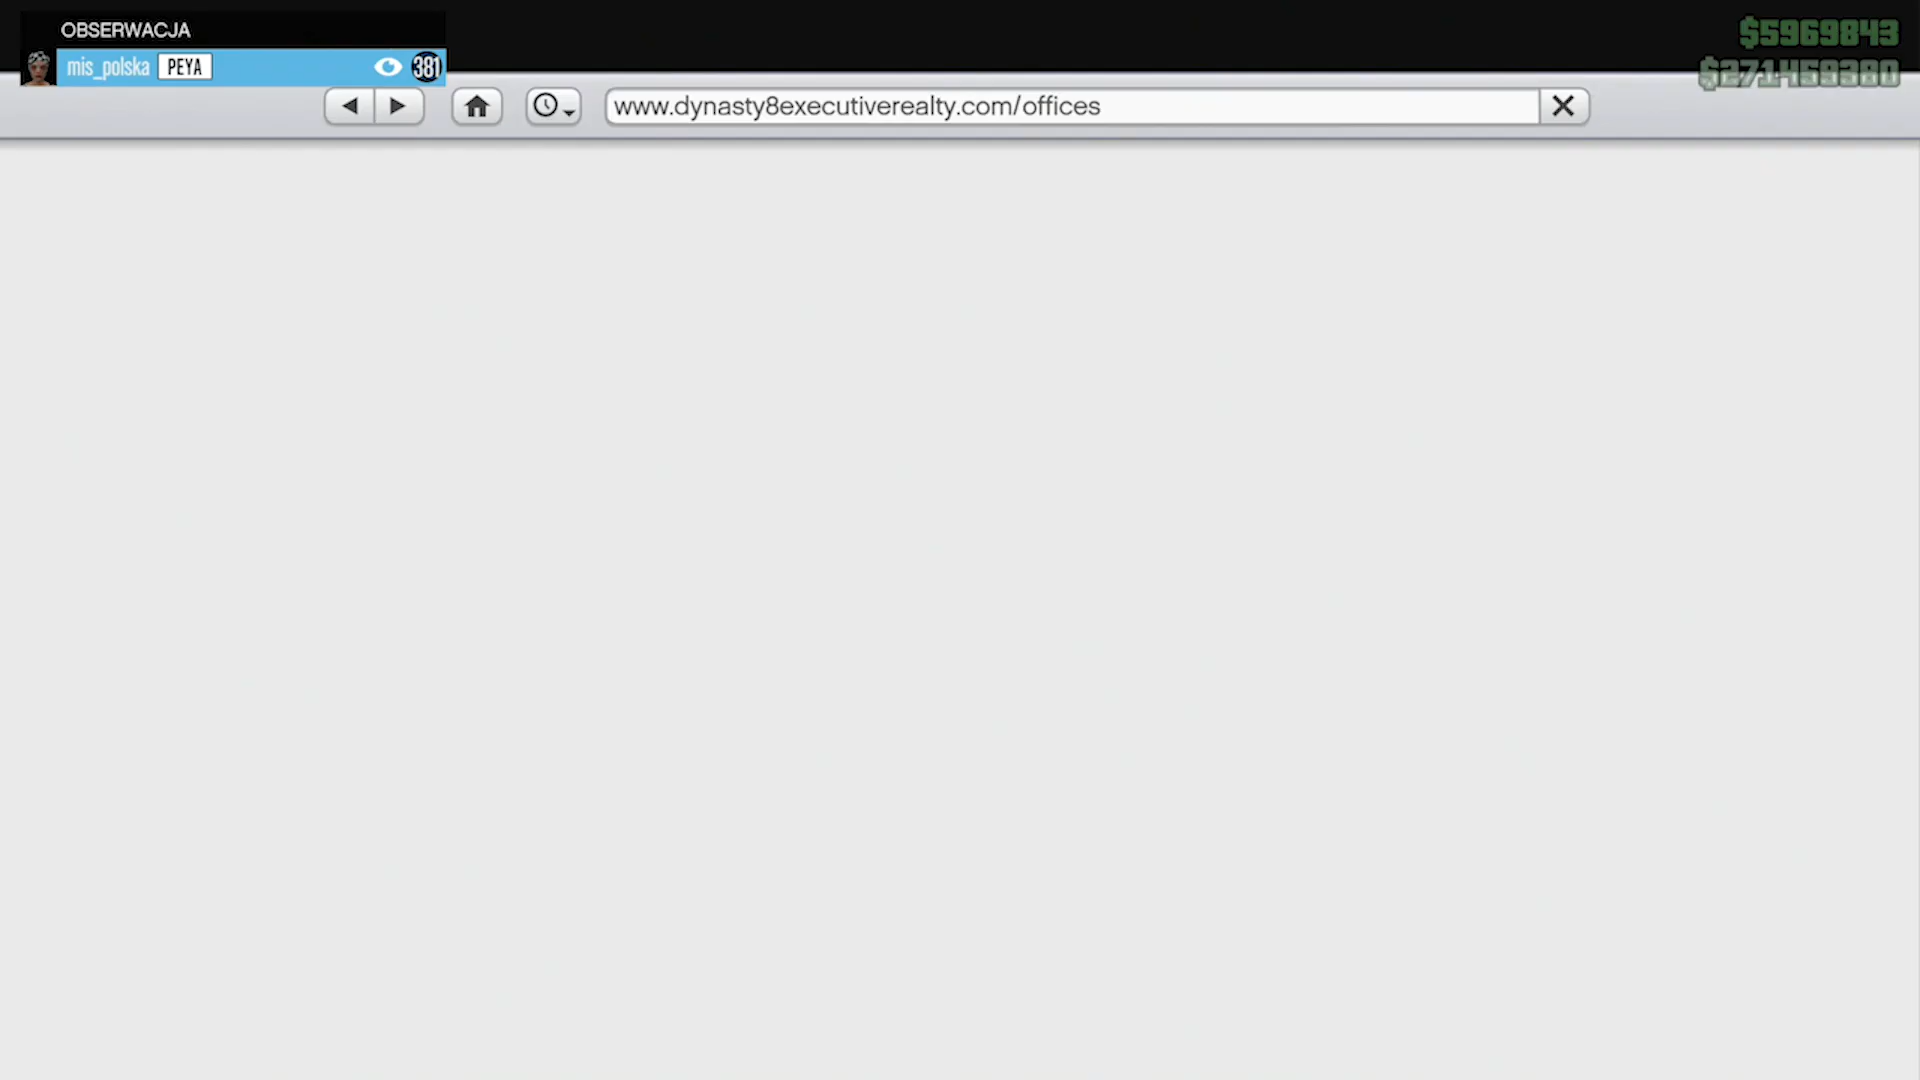 OBSERWACJA
$5969843
mis_polska PEYA 381
$271459380
www.dynasty8executiverealty.com/offices